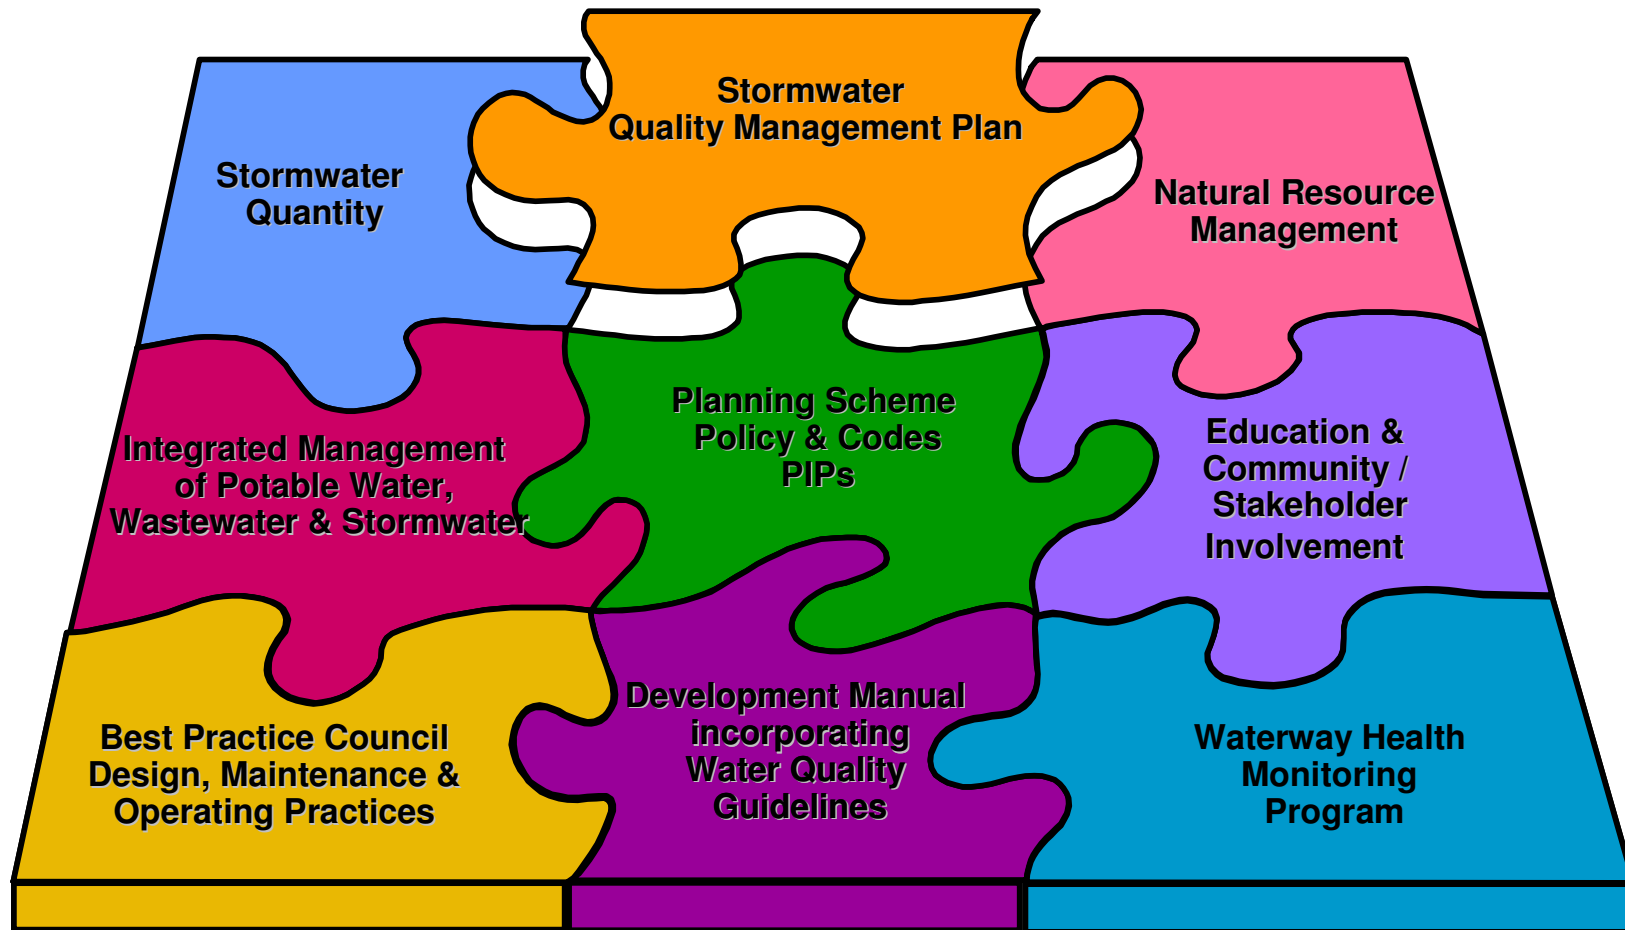 Stormwater
Quality Management Plan
Stormwater
Quantity
Natural Resource
Management
Planning Scheme
Policy & Codes
PIPs
Integrated Management
of Potable Water,
Wastewater & Stormwater
Education &
Community /
Stakeholder
Involvement
Best Practice Council
Design, Maintenance &
Operating Practices
Development Manual
incorporating
Water Quality
Guidelines
Waterway Health
Monitoring
Program